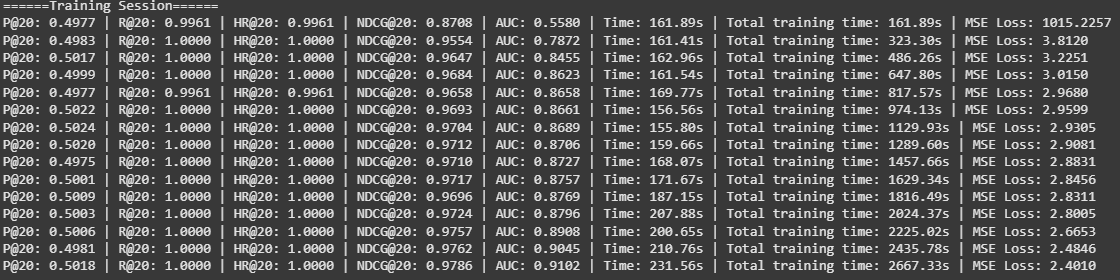 ======Training Session======
P@20: 0.4977 | R@20: 0.9961 | HR@20: 0.9961 | NDCG@20: 0.8708 | AUC: 0.5580 | Time: 161.89s | Total training time: 161.89s | MSE Loss: 1015.2257
P@20: 0.4983 | R@20: 1.0000 | HR@20: 1.0000 | NDCG@20: 0.9554 | AUC: 0.7872 | Time: 161.41s | Total training time: 323.30s | MSE Loss: 3.8120
P@20: 0.5017 | R@20: 1.0000 | HR@20: 1.0000 | NDCG@20: 0.9647 | AUC: 0.8455 | Time: 162.96s | Total training time: 486.26s | MSE Loss: 3.2251
P@20: 0.4999 | R@20: 1.0000 | HR@20: 1.0000 | NDCG@20: 0.9684 | AUC: 0.8623 | Time: 161.54s | Total training time: 647.80s | MSE Loss: 3.0150
P@20: 0.4977 | R@20: 0.9961 | HR@20: 0.9961 | NDCG@20: 0.9658 | AUC: 0.8658 | Time: 169.77s | Total training time: 817.57s | MSE Loss: 2.9680
P@20: 0.5022 | R@20: 1.0000 | HR@20: 1.0000 | NDCG@20: 0.9693 | AUC: 0.8661 | Time: 156.56s | Total training time: 974.13s | MSE Loss: 2.9599
P@20: 0.5024 | R@20: 1.0000 | HR@20: 1.0000 | NDCG@20: 0.9704 | AUC: 0.8689 | Time: 155.80s | Total training time: 1129.93s | MSE Loss: 2.9305
P@20: 0.5020 | R@20: 1.0000 | HR@20: 1.0000 | NDCG@20: 0.9712 | AUC: 0.8706 | Time: 159.66s | Total training time: 1289.60s | MSE Loss: 2.9081
P@20: 0.4975 | R@20: 1.0000 | HR@20: 1.0000 | NDCG@20: 0.9710 | AUC: 0.8727 | Time: 168.07s | Total training time: 1457.66s | MSE Loss: 2.8831
P@20: 0.5001 | R@20: 1.0000 | HR@20: 1.0000 | NDCG@20: 0.9717 | AUC: 0.8757 | Time: 171.67s | Total training time: 1629.34s | MSE Loss: 2.8456
P@20: 0.5009 | R@20: 1.0000 | HR@20: 1.0000 | NDCG@20: 0.9696 | AUC: 0.8769 | Time: 187.15s | Total training time: 1816.49s | MSE Loss: 2.8311
P@20: 0.5003 | R@20: 1.0000 | HR@20: 1.0000 | NDCG@20: 0.9724 | AUC: 0.8796 | Time: 207.88s | Total training time: 2024.37s | MSE Loss: 2.8005
P@20: 0.5006 | R@20: 1.0000 | HR@20: 1.0000 | NDCG@20: 0.9757 | AUC: 0.8908 | Time: 200.65s | Total training time: 2225.02s | MSE Loss: 2.6653
P@20: 0.4981 | R@20: 1.0000 | HR@20: 1.0000 | NDCG@20: 0.9762 | AUC: 0.9045 | Time: 210.76s | Total training time: 2435.78s | MSE Loss: 2.4846
P@20: 0.5018 | R@20: 1.0000 | HR@20: 1.0000 | NDCG@20: 0.9786 | AUC: 0.9102 | Time: 231.56s | Total training time: 2667.33s | MSE Loss: 2.4010